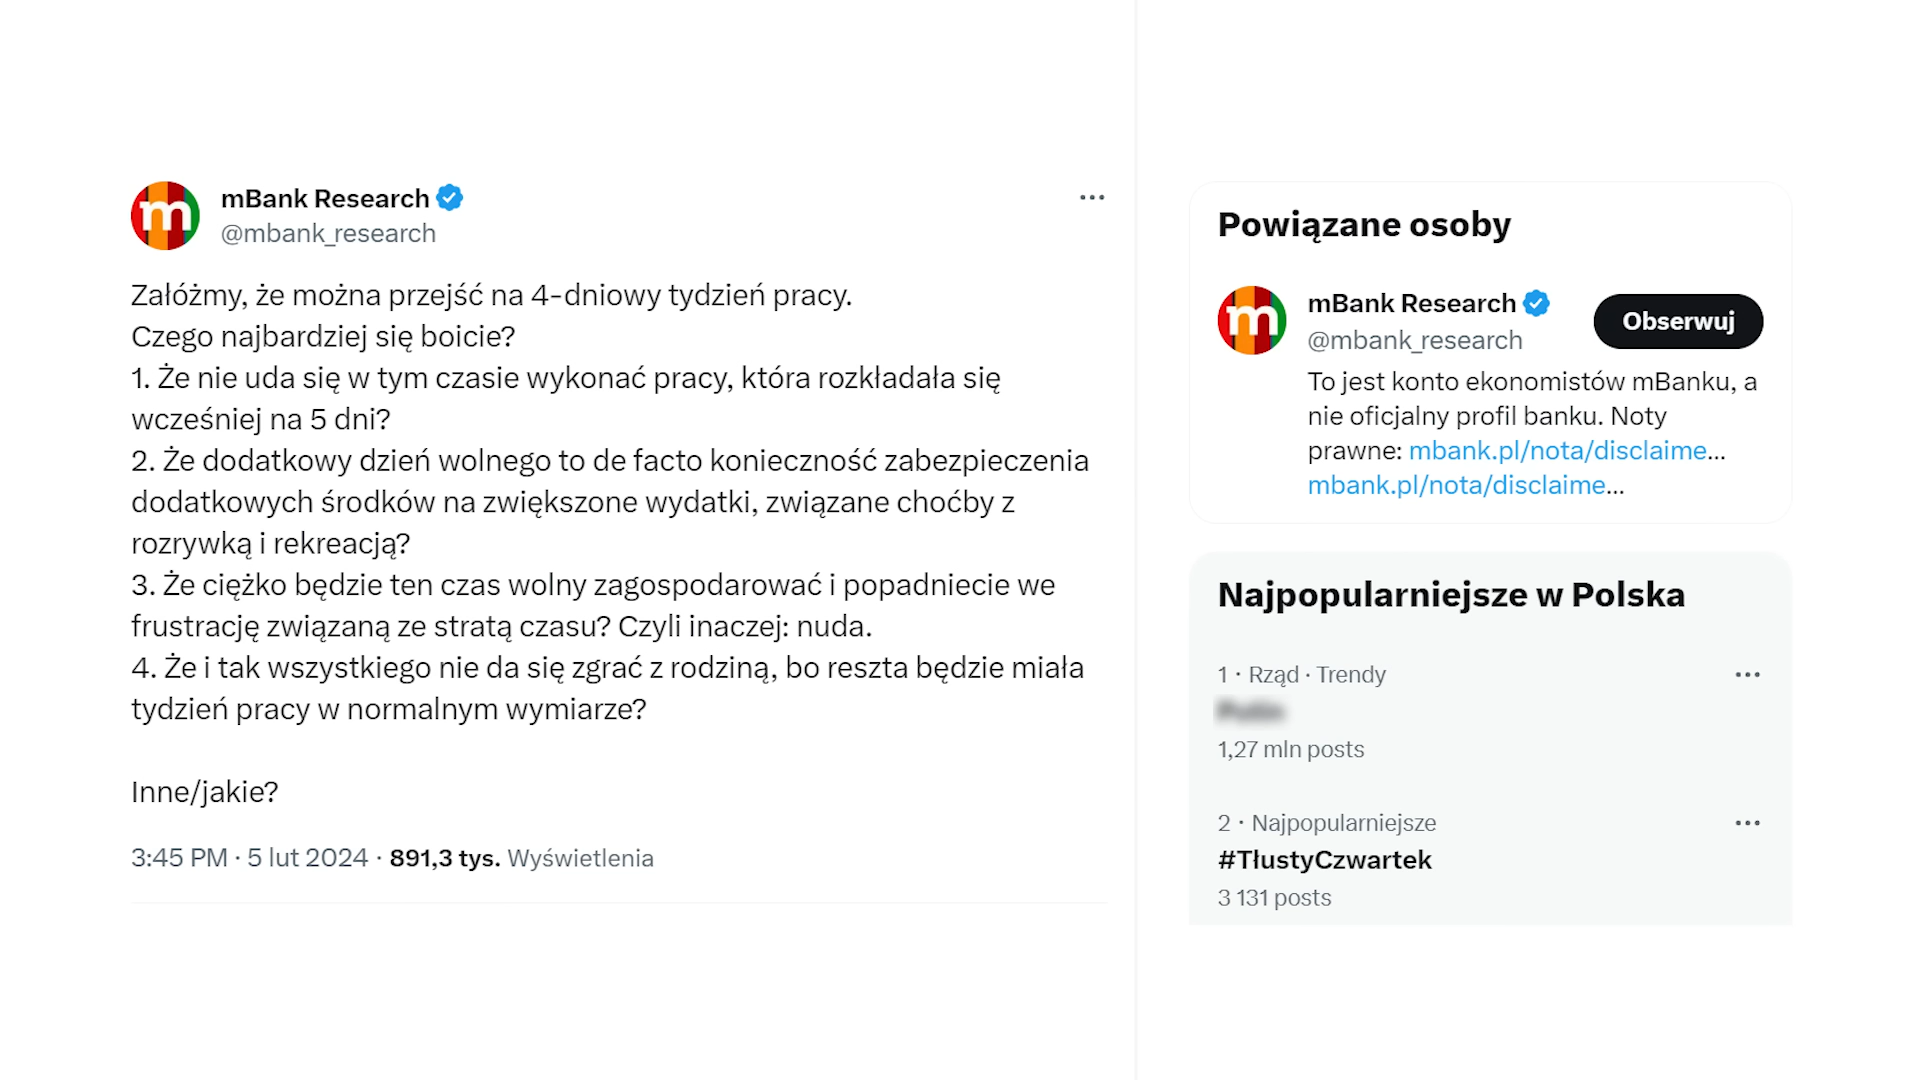 mBank Research
@mbank_research
Załóżmy, że można przejść na 4-dniowy tydzień pracy.
Czego najbardziej się boicie?
1. Że nie uda się w tym czasie wykonać pracy, która rozkładała się
wcześniej na 5 dni?
2. Że dodatkowy dzień wolnego to de facto konieczność zabezpieczenia
dodatkowych środków na zwiększone wydatki, związane choćby z
rozrywką i rekreacją?
3. Że ciężko będzie ten czas wolny zagospodarować i popadniecie we
frustrację związaną ze stratą czasu? Czyli inaczej: nuda.
4. Że i tak wszystkiego nie da się zgrać z rodziną, bo reszta będzie miała
tydzień pracy w normalnym wymiarze?
Inne/jakie?
3:45 PM · 5 lut 2024 · 891,3 tys. Wyświetlenia
Powiązane osoby
mBank Research
@mbank_research
Obserwuj
To jest konto ekonomistów mBanku, a
nie oficjalny profil banku. Noty
prawne: mbank.pl/nota/disclaime...
mbank.pl/nota/disclaime...
Najpopularniejsze w Polska
1 · Rząd · Trendy
1,27 mln posts
2 · Najpopularniejsze
#TłustyCzwartek
3 131 posts